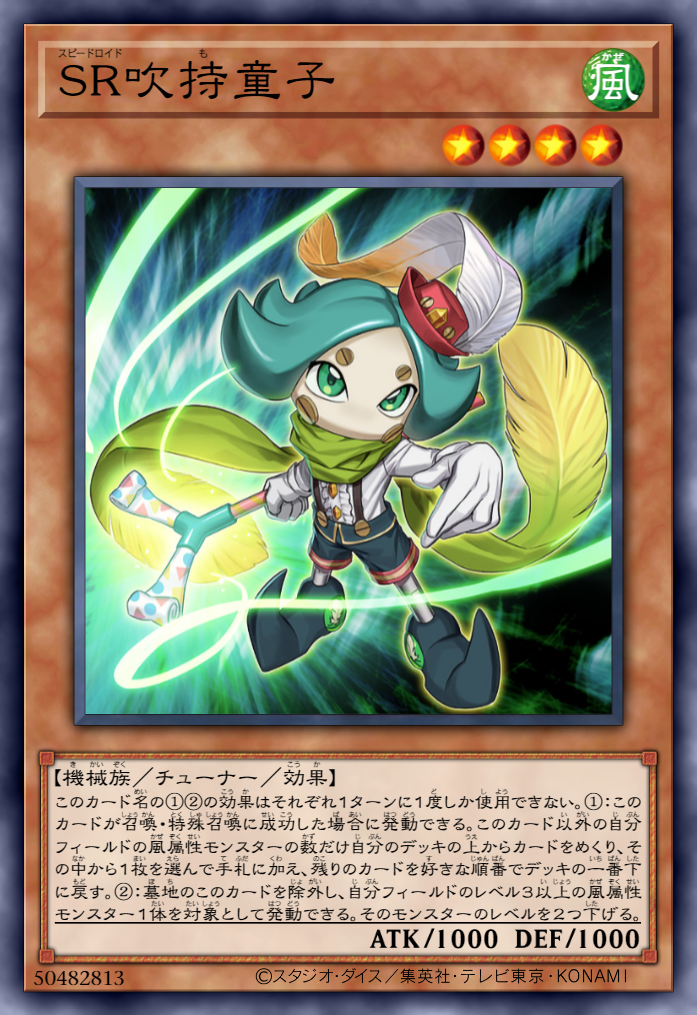 スピードロイド も
SR吹持童子
かぜ
風
【機械族／チューナー／効果】
このカード名の①②の効果はそれぞれ1ターンに1度しか使用できない。①：この
カードが召喚・特殊召喚に成功した場合に発動できる。このカード以外の自分
フィールドの風属性モンスターの数だけ自分のデッキの上からカードをめくり、そ
の中から1枚を選んで手札に加え、残りのカードを好きな順番でデッキの一番下
に戻す。②：墓地のこのカードを除外し、自分フィールドのレベル3以上の風属性
モンスター1体を対象として発動できる。そのモンスターのレベルを2つ下げる。
ATK/1000 DEF/1000
50482813 ©スタジオ・ダイス／集英社・テレビ東京・KONAMI